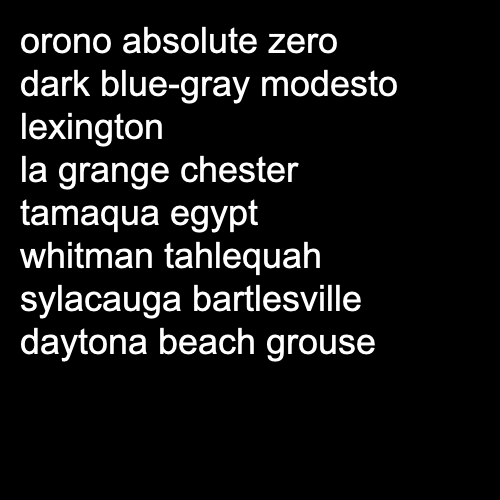 orono absolute zero
dark blue-gray modesto
lexington
la grange chester
tamaqua egypt
whitman tahlequah
sylacauga bartlesville
daytona beach grouse